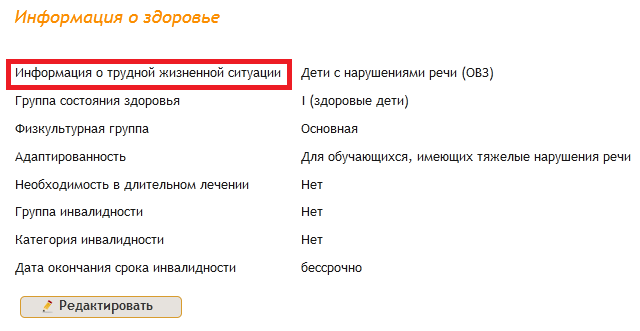 Информация о здоровье
Информация о трудной жизненной ситуации Дети с нарушениями речи (ОВЗ)
Группа состояния здоровья I (здоровые дети)
Физкультурная группа Основная
Адаптированность Для обучающихся, имеющих тяжелые нарушения речи
Необходимость в длительном лечении Нет
Группа инвалидности Нет
Категория инвалидности Нет
Дата окончания срока инвалидности бессрочно
Редактировать